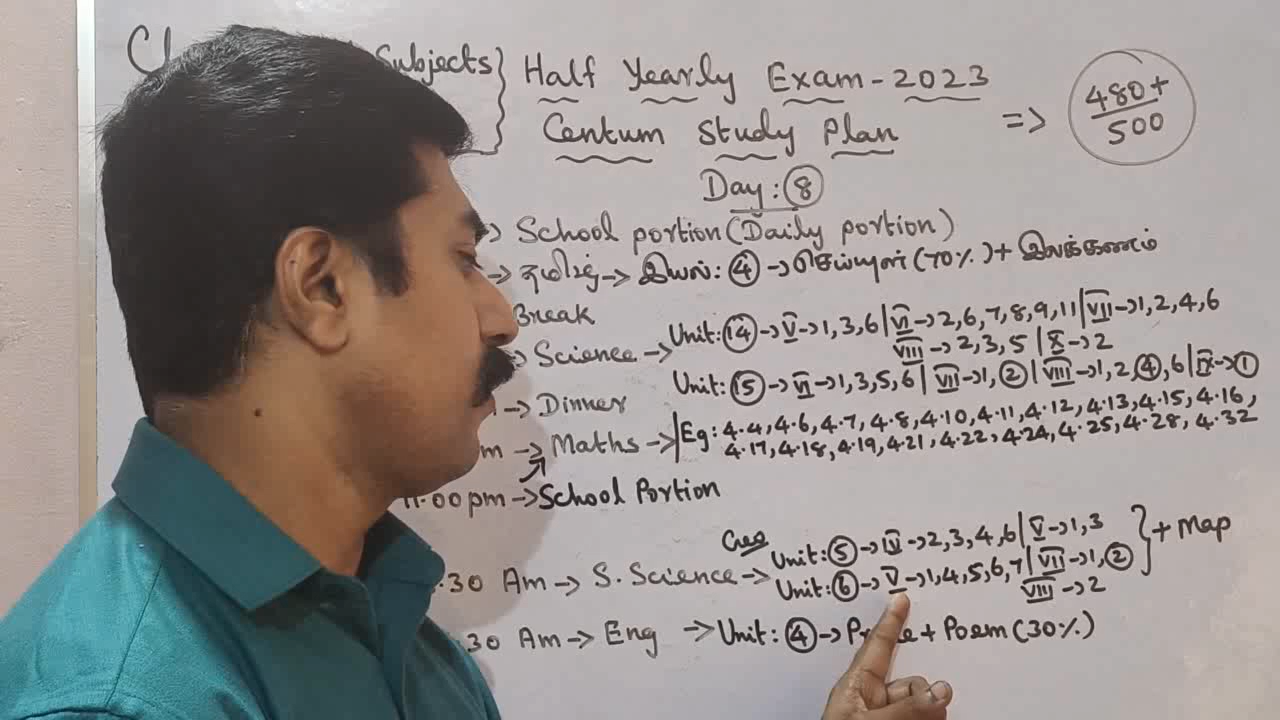 Subjects} Half Yearly Exam-2023
Centum Study Plan => 480+/500
Day: 8
-> School portion (Daily portion)
-> தமிழ் -> இயல்: 4 -> செய்யுள் (70%) + இலக்கணம்
Break
Science -> Unit: 14 -> V -> 1, 3, 6 | VI -> 2, 6, 7, 8, 9, 11 | VII -> 1, 2, 4, 6
VIII -> 2, 3, 5 | X -> 2
Unit: 15 -> VI -> 1, 3, 5, 6 | VII -> 1, 2 | VIII -> 1, 2, 4, 6 | IX -> 1
-> Dinner
m -> Maths -> | Eg: 4.4, 4.6, 4.7, 4.8, 4.10, 4.11, 4.12, 4.13, 4.15, 4.16,
4.17, 4.18, 4.19, 4.21, 4.22, 4.24, 4.25, 4.28, 4.32
11.00pm -> School Portion
Geo
Unit: 5 -> IV -> 2, 3, 4, 6 | V -> 1, 3 } + Map
.30 Am -> S. Science -> Unit: 6 -> V -> 1, 4, 5, 6, 7 | VII -> 1, 2
VIII -> 2
:30 Am -> Eng -> Unit: 4 -> + Poem (30%)